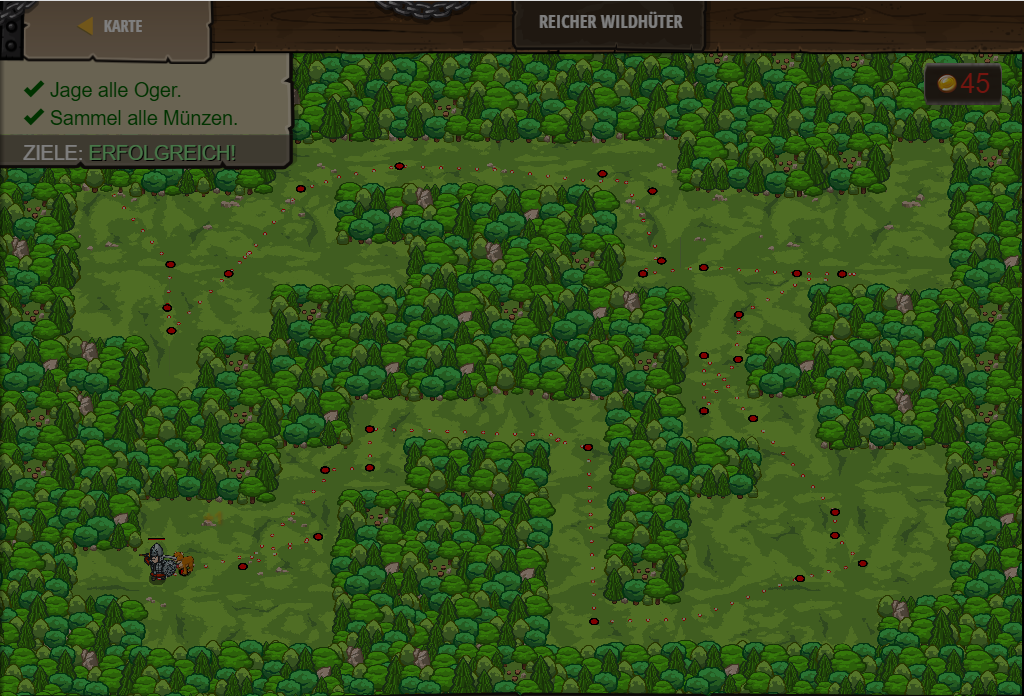 KARTE
REICHER WILDHÜTER
Jage alle Oger.
Sammel alle Münzen.
ZIELE: ERFOLGREICH!
45